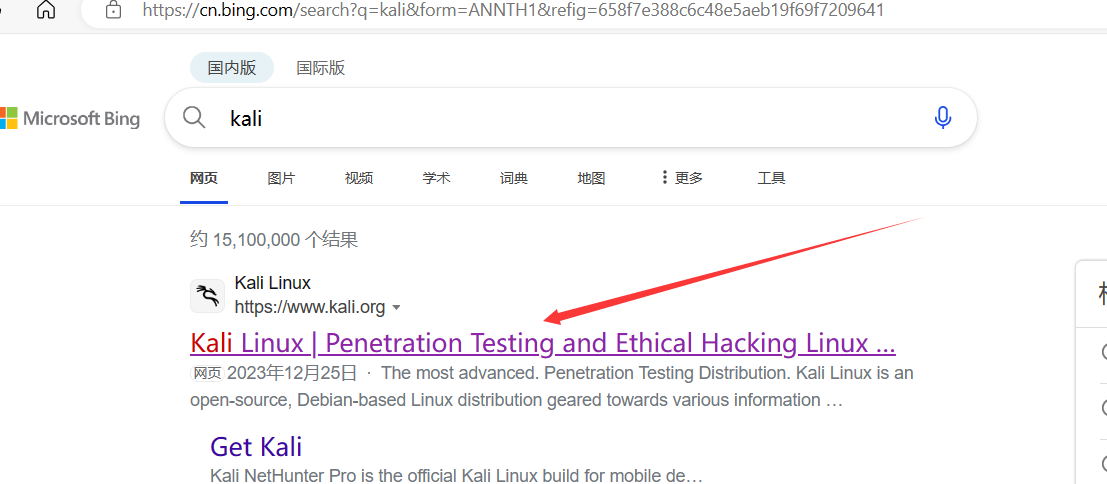 https://cn.bing.com/search?q=kali&form=ANNTH1&refig=658f7e388c6c48e5aeb19f69f7209641
国内版 国际版
Microsoft Bing
kali
网页 图片 视频 学术 词典 地图 更多 工具
约 15,100,000 个结果
Kali Linux
https://www.kali.org
Kali Linux | Penetration Testing and Ethical Hacking Linux ...
网页 2023年12月25日 · The most advanced. Penetration Testing Distribution. Kali Linux is an
open-source, Debian-based Linux distribution geared towards various information …
Get Kali
Kali NetHunter Pro is the official Kali Linux build for mobile de…